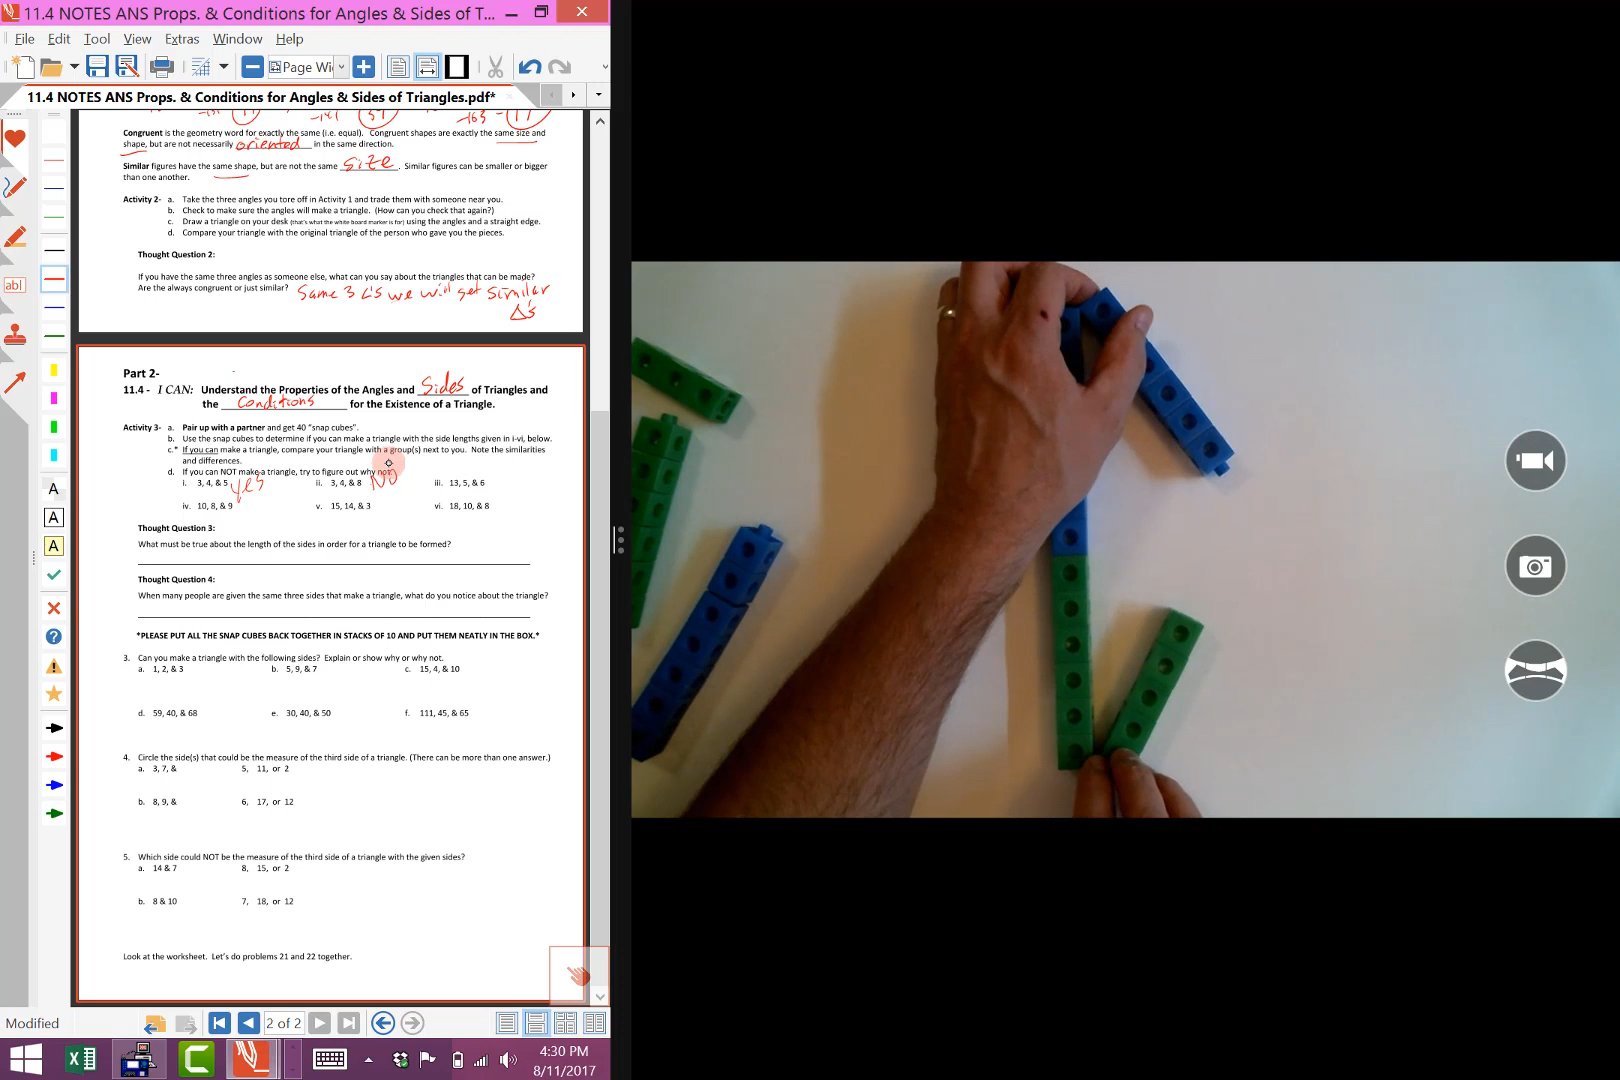 11.4 NOTES ANS Props. & Conditions for Angles & Sides of T...
File Edit Tool View Extras Window Help
Page Wi
11.4 NOTES ANS Props. & Conditions for Angles & Sides of Triangles.pdf*
Congruent is the geometry word for exactly the same (i.e. equal). Congruent shapes are exactly the same size and
shape, but are not necessarily oriented in the same direction.
Similar figures have the same shape, but are not the same size. Similar figures can be smaller or bigger
than one another.
Activity 2- a. Take the three angles you tore off in Activity 1 and trade them with someone near you.
b. Check to make sure the angles will make a triangle. (How can you check that again?)
c. Draw a triangle on your desk (that's what the white board marker is for) using the angles and a straight edge.
d. Compare your triangle with the original triangle of the person who gave you the pieces.
Thought Question 2:
If you have the same three angles as someone else, what can you say about the triangles that can be made?
Are the always congruent or just similar? Same 3 ∠'s we will get similar
Δ's
Part 2-
11.4 - I CAN: Understand the Properties of the Angles and Sides of Triangles and
the Conditions for the Existence of a Triangle.
Activity 3- a. Pair up with a partner and get 40 "snap cubes".
b. Use the snap cubes to determine if you can make a triangle with the side lengths given in i-vi, below.
c.* If you can make a triangle, compare your triangle with a group(s) next to you. Note the similarities
and differences.
d. If you can NOT make a triangle, try to figure out why not.
i. 3, 4, & 5 yes ii. 3, 4, & 8 NO iii. 13, 5, & 6
iv. 10, 8, & 9 v. 15, 14, & 3 vi. 18, 10, & 8
Thought Question 3:
What must be true about the length of the sides in order for a triangle to be formed?
Thought Question 4:
When many people are given the same three sides that make a triangle, what do you notice about the triangle?
*PLEASE PUT ALL THE SNAP CUBES BACK TOGETHER IN STACKS OF 10 AND PUT THEM NEATLY IN THE BOX.*
3. Can you make a triangle with the following sides? Explain or show why or why not.
a. 1, 2, & 3 b. 5, 9, & 7 c. 15, 4, & 10
d. 59, 40, & 68 e. 30, 40, & 50 f. 111, 45, & 65
4. Circle the side(s) that could be the measure of the third side of a triangle. (There can be more than one answer.)
a. 3, 7, & 5, 11, or 2
b. 8, 9, & 6, 17, or 12
5. Which side could NOT be the measure of the third side of a triangle with the given sides?
a. 14 & 7 8, 15, or 2
b. 8 & 10 7, 18, or 12
Look at the worksheet. Let's do problems 21 and 22 together.
abl
A
A
A
Modified 2 of 2
4:30 PM
8/11/2017